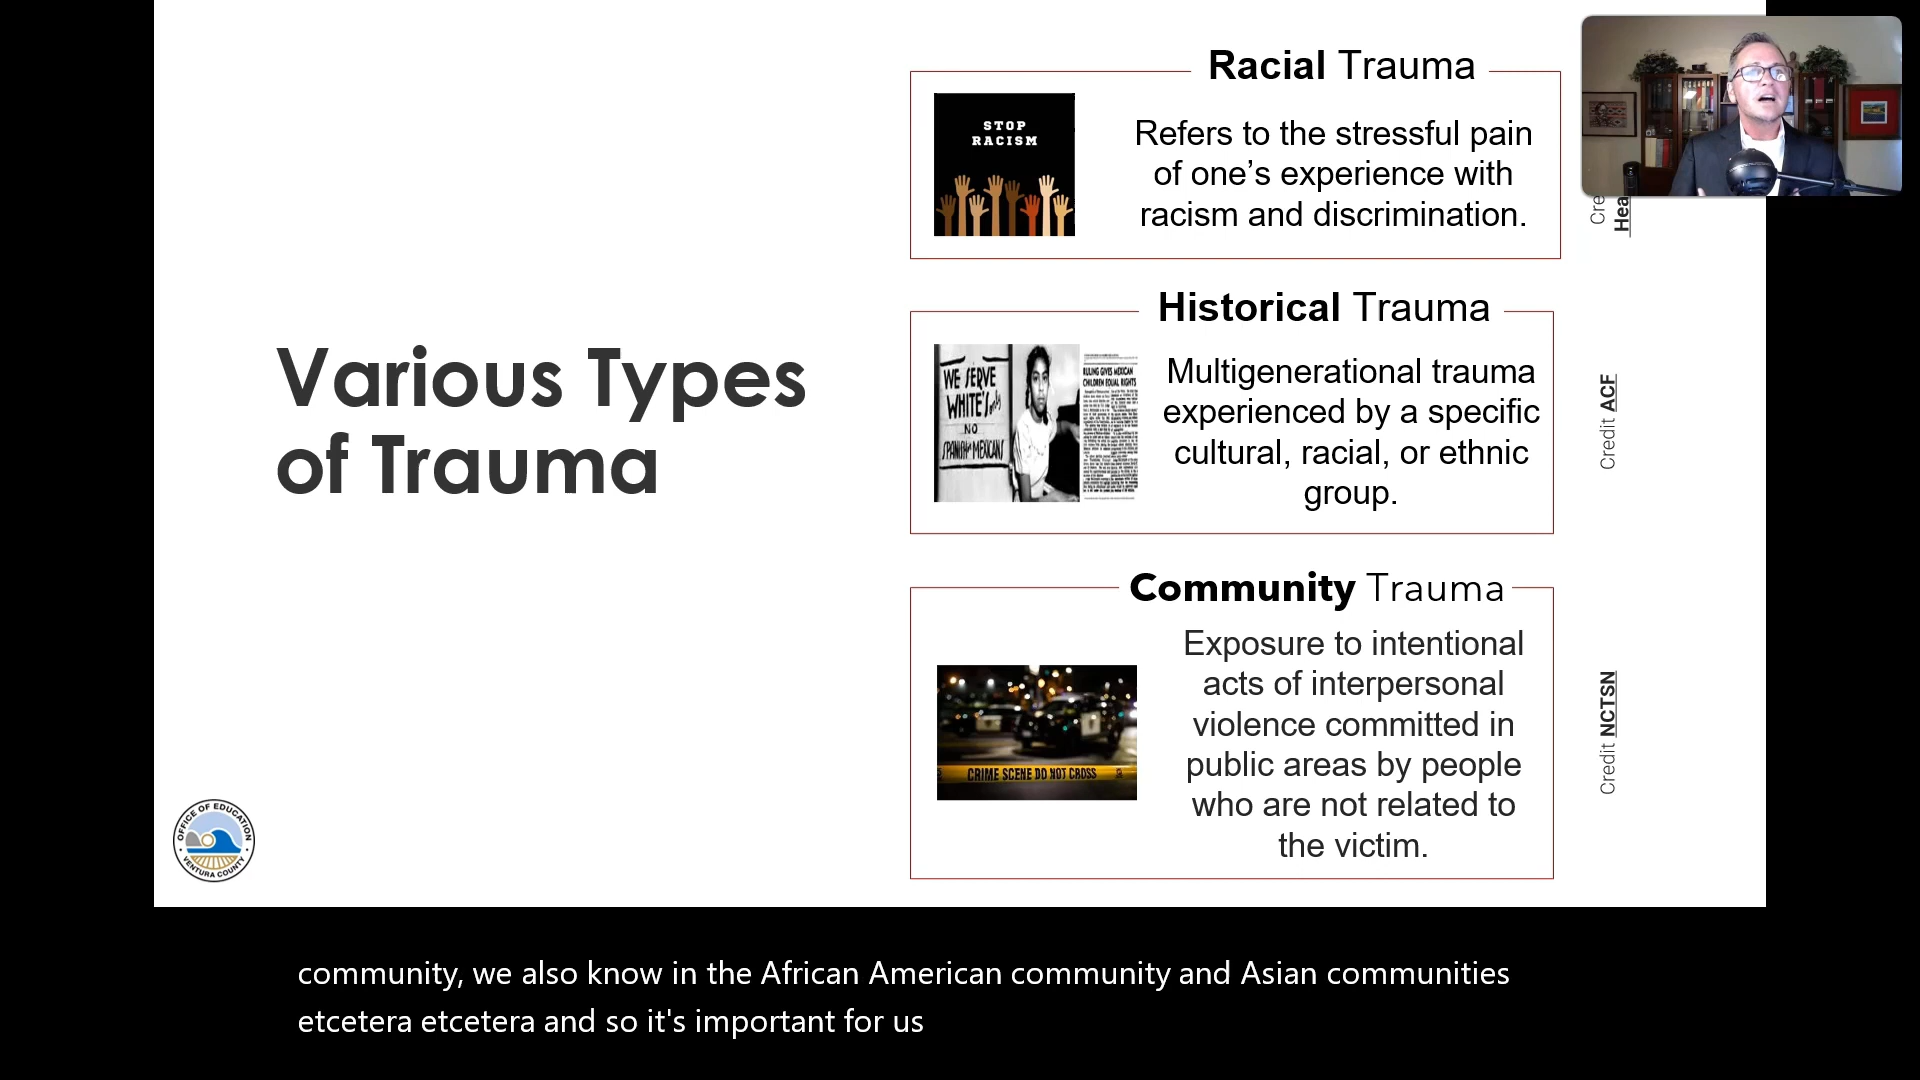 Various Types
of Trauma
Racial Trauma
STOP
RACISM
Refers to the stressful pain
of one’s experience with
racism and discrimination.
Cre
Hea
Historical Trauma
WE SERVE
WHITE'S only
NO
SPANISH or MEXICANS
RULING GIVES MEXICAN
CHILDREN EQUAL RIGHTS
Multigenerational trauma
experienced by a specific
cultural, racial, or ethnic
group.
Credit ACF
Community Trauma
CRIME SCENE DO NOT CROSS
Exposure to intentional
acts of interpersonal
violence committed in
public areas by people
who are not related to
the victim.
Credit NCTSN
OFFICE OF EDUCATION
VENTURA COUNTY
community, we also know in the African American community and Asian communities
etcetera etcetera and so it's important for us